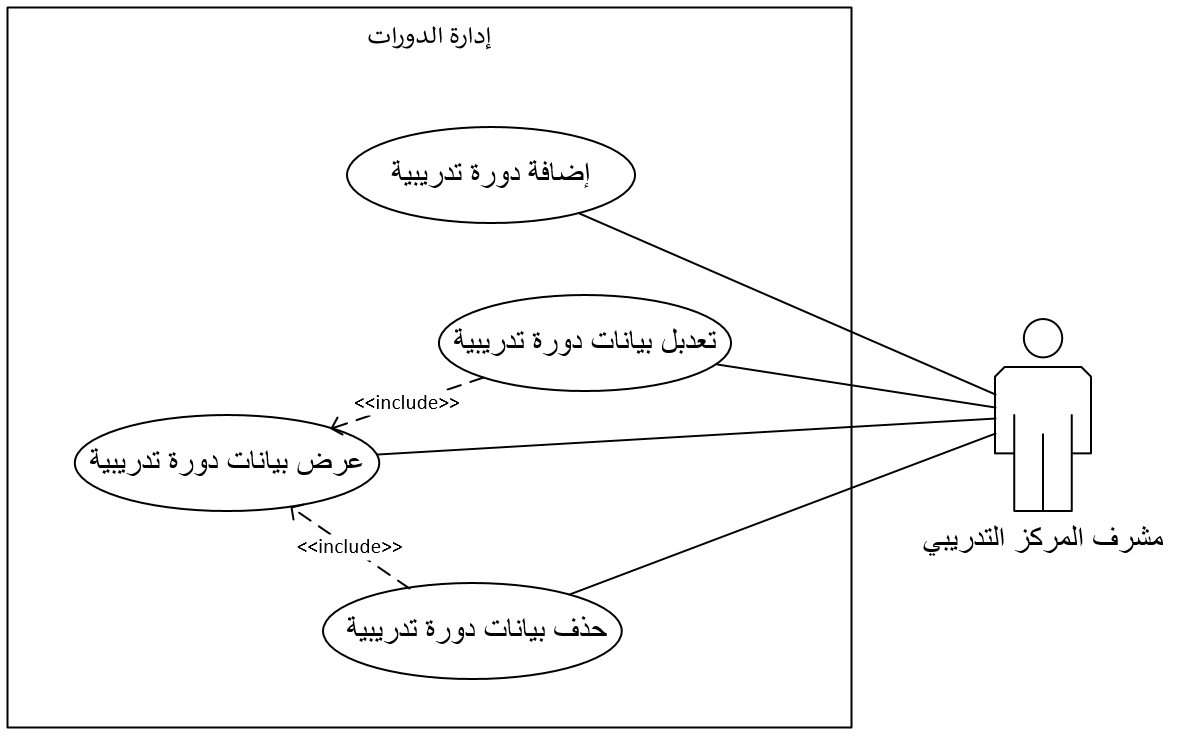 إدارة الدورات
إضافة دورة تدريبية
تعدبل بيانات دورة تدريبية
<<include>>
عرض بيانات دورة تدريبية
<<include>>
مشرف المركز التدريبي
حذف بيانات دورة تدريبية